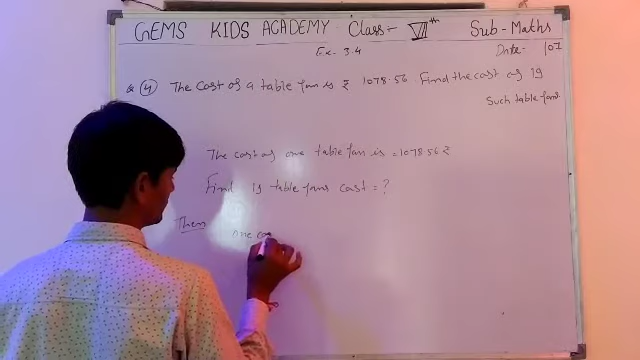 GEMS KIDS ACADEMY Class:- VII th Sub-Maths
Ex- 3.4 Date-
Q (4) The Cost of a table fan is ₹ 1078.56. Find the cost of 19
Such table fans
The cost of one table fan is = 1078.56 ₹
Find 19 table fans cost = ?
Then one cos